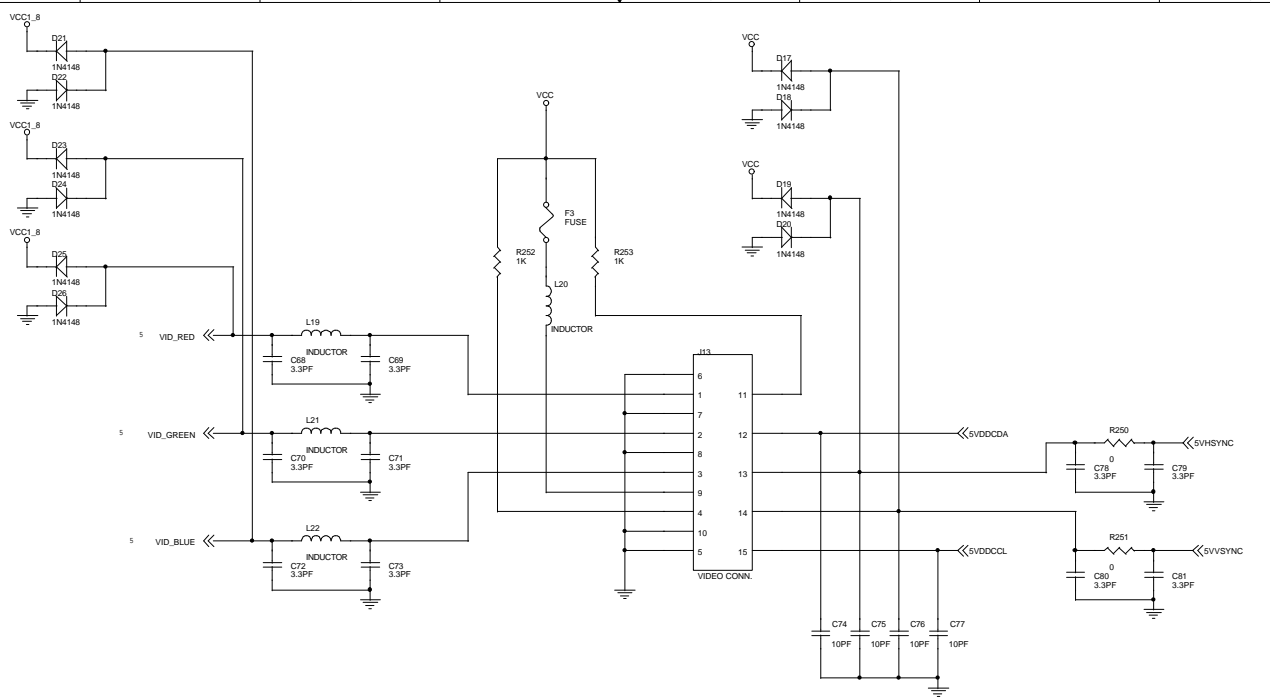 VCC1_8
D21
1N4148
D22
1N4148
VCC1_8
D23
1N4148
D24
1N4148
VCC1_8
D25
1N4148
D26
1N4148
VCC
F3
FUSE
R252
1K
R253
1K
L20
INDUCTOR
VCC
D17
1N4148
D18
1N4148
VCC
D19
1N4148
D20
1N4148
5 VID_RED
L19
INDUCTOR
C68
3.3PF
C69
3.3PF
5 VID_GREEN
L21
INDUCTOR
C70
3.3PF
C71
3.3PF
5 VID_BLUE
L22
INDUCTOR
C72
3.3PF
C73
3.3PF
J13
6
1
7
2
8
3
9
4
10
5
11
12
13
14
15
VIDEO CONN.
5VDDCDA
5VDDCCL
R250
0
C78
3.3PF
C79
3.3PF
5VHSYNC
R251
0
C80
3.3PF
C81
3.3PF
5VVSYNC
C74
10PF
C75
10PF
C76
10PF
C77
10PF